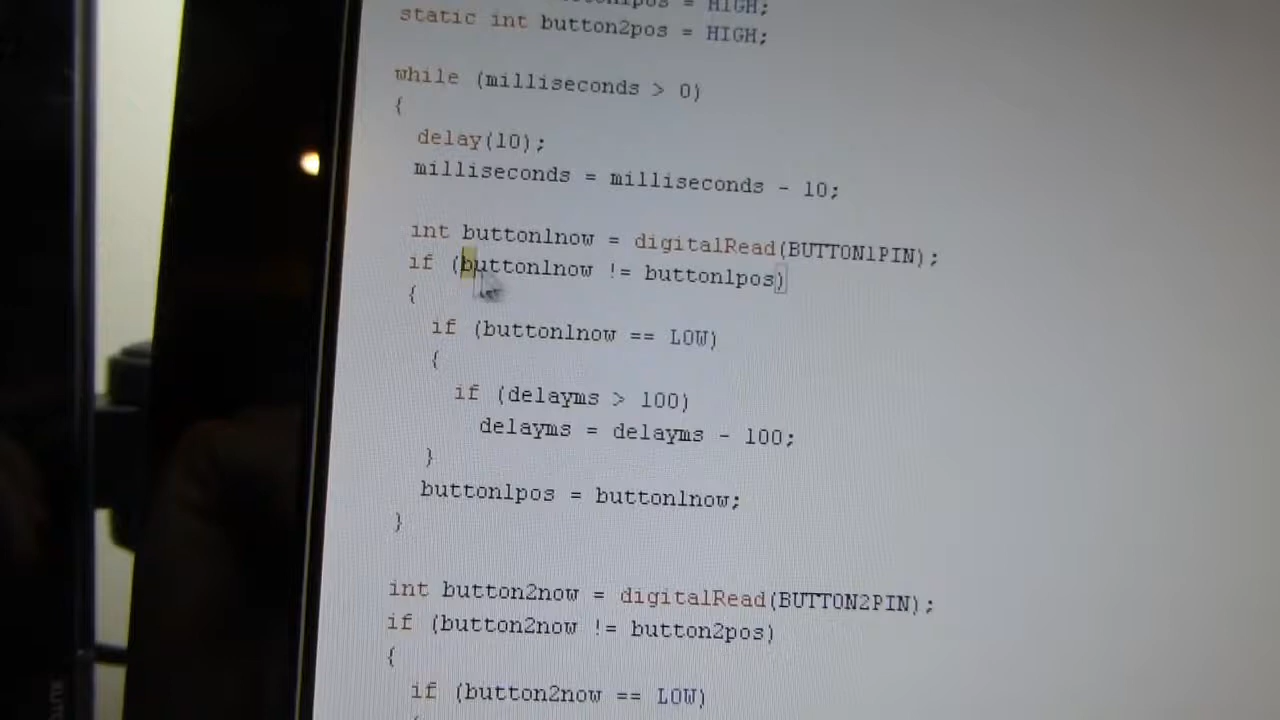 = HIGH;
static int button2pos = HIGH;
while (milliseconds > 0)
{
delay(10);
milliseconds = milliseconds - 10;
int button1now = digitalRead(BUTTON1PIN);
if (button1now != button1pos)
{
if (button1now == LOW)
{
if (delayms > 100)
delayms = delayms - 100;
}
button1pos = button1now;
}
int button2now = digitalRead(BUTTON2PIN);
if (button2now != button2pos)
{
if (button2now == LOW)